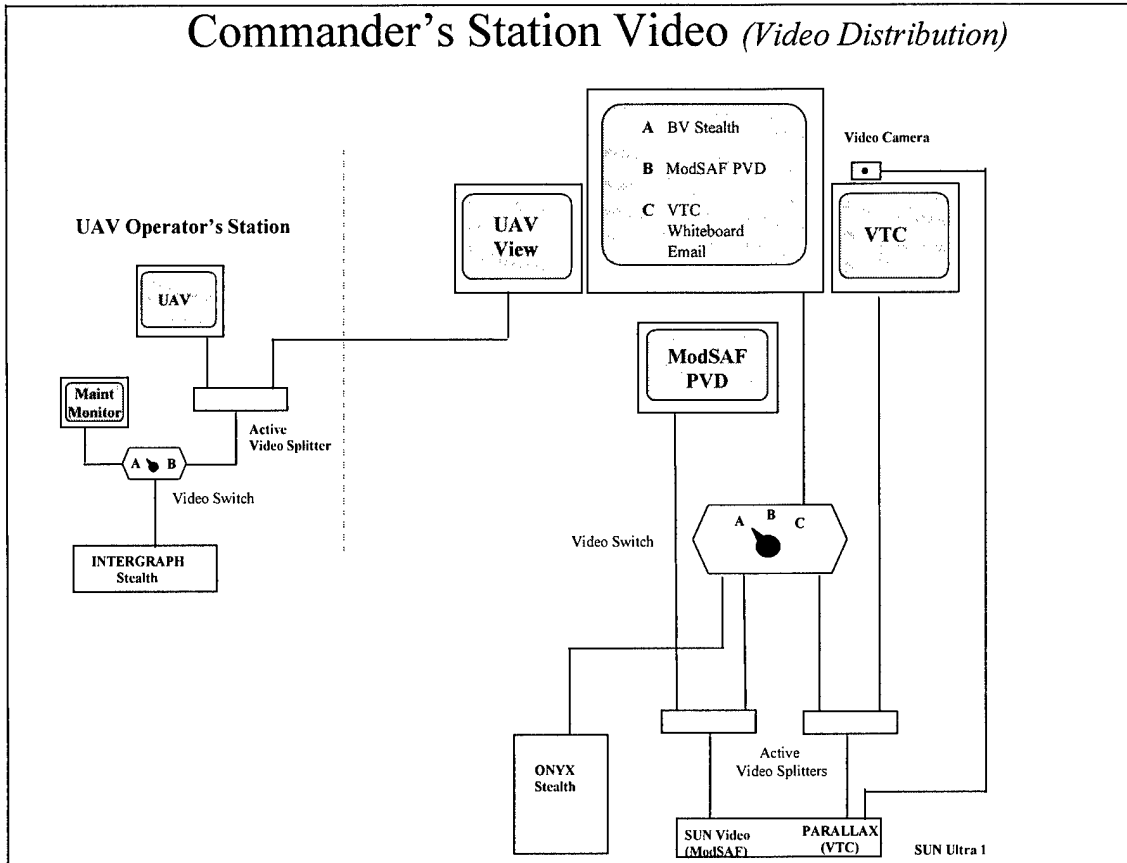 Commander's Station Video (Video Distribution)
A BV Stealth
B ModSAF PVD
C VTC
Whiteboard
Email
Video Camera
UAV
View
VTC
UAV Operator's Station
UAV
ModSAF
PVD
Maint
Monitor
Active
Video Splitter
A B
Video Switch
INTERGRAPH
Stealth
A B C
Video Switch
ONYX
Stealth
Active
Video Splitters
SUN Video
(ModSAF)
PARALLAX
(VTC)
SUN Ultra 1